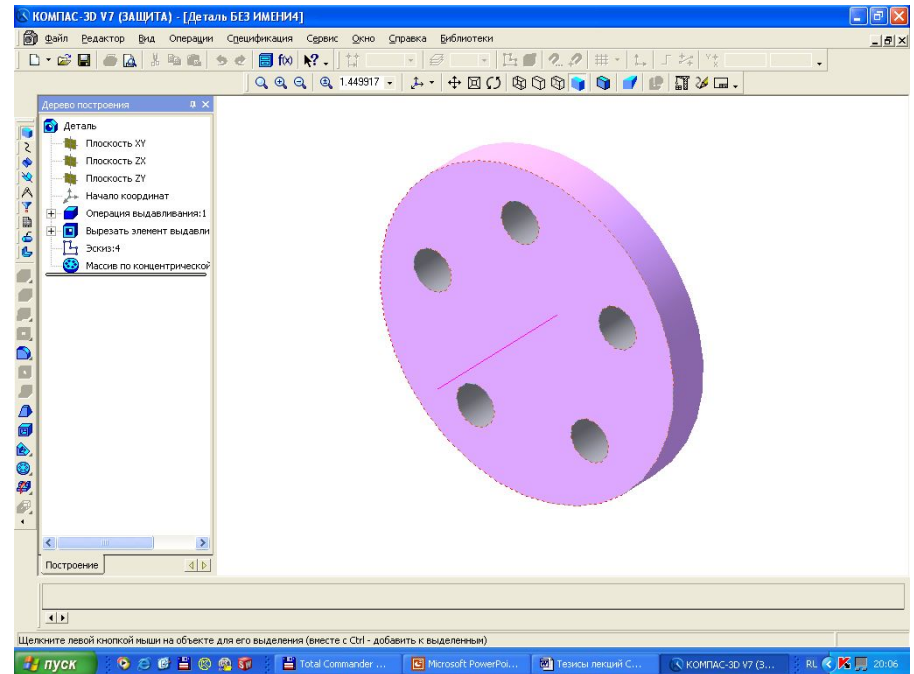 КОМПАС-3D V7 (ЗАЩИТА) - [Деталь БЕЗ ИМЕНИ4]
Файл Редактор Вид Операции Спецификация Сервис Окно Справка Библиотеки
f(x)
1.449917
Дерево построения
Деталь
Плоскость XY
Плоскость ZX
Плоскость ZY
Начало координат
Операция выдавливания:1
Вырезать элемент выдавли
Эскиз:4
Массив по концентрической
Построение
Щелкните левой кнопкой мыши на объекте для его выделения (вместе с Ctrl - добавить к выделенным)
пуск Total Commander ... Microsoft PowerPoi... Тезисы лекций С... КОМПАС-3D V7 (З... RL 20:06